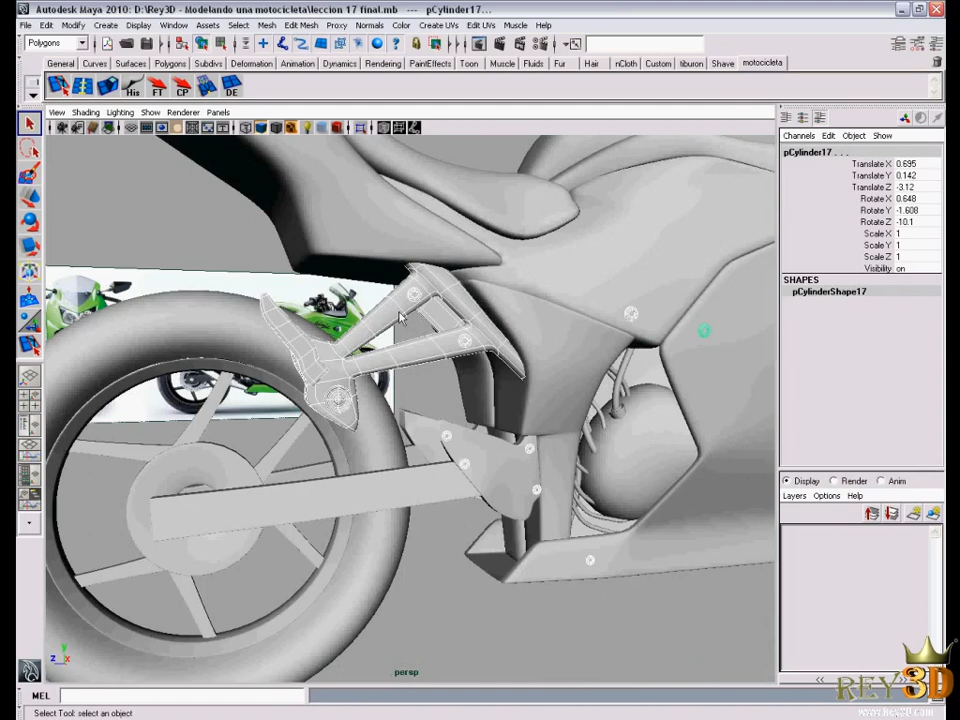 Autodesk Maya 2010: D:\Rey3D - Modelando una motocicleta\leccion 17 final.mb --- pCylinder17...
File Edit Modify Create Display Window Assets Select Mesh Edit Mesh Proxy Normals Color Create UVs Edit UVs Muscle Help
Polygons
General Curves Surfaces Polygons Subdivs Deformation Animation Dynamics Rendering PaintEffects Toon Muscle Fluids Fur Hair nCloth Custom tiburon Shave motocicleta
His FT CP DE
View Shading Lighting Show Renderer Panels
Channels Edit Object Show
pCylinder17 . . .
Translate X 0.695
Translate Y 0.142
Translate Z -3.12
Rotate X 0.648
Rotate Y -1.608
Rotate Z -10.1
Scale X 1
Scale Y 1
Scale Z 1
Visibility on
SHAPES
pCylinderShape17
Display Render Anim
Layers Options Help
y
z x
persp
REY3D
MEL
Select Tool: select an object